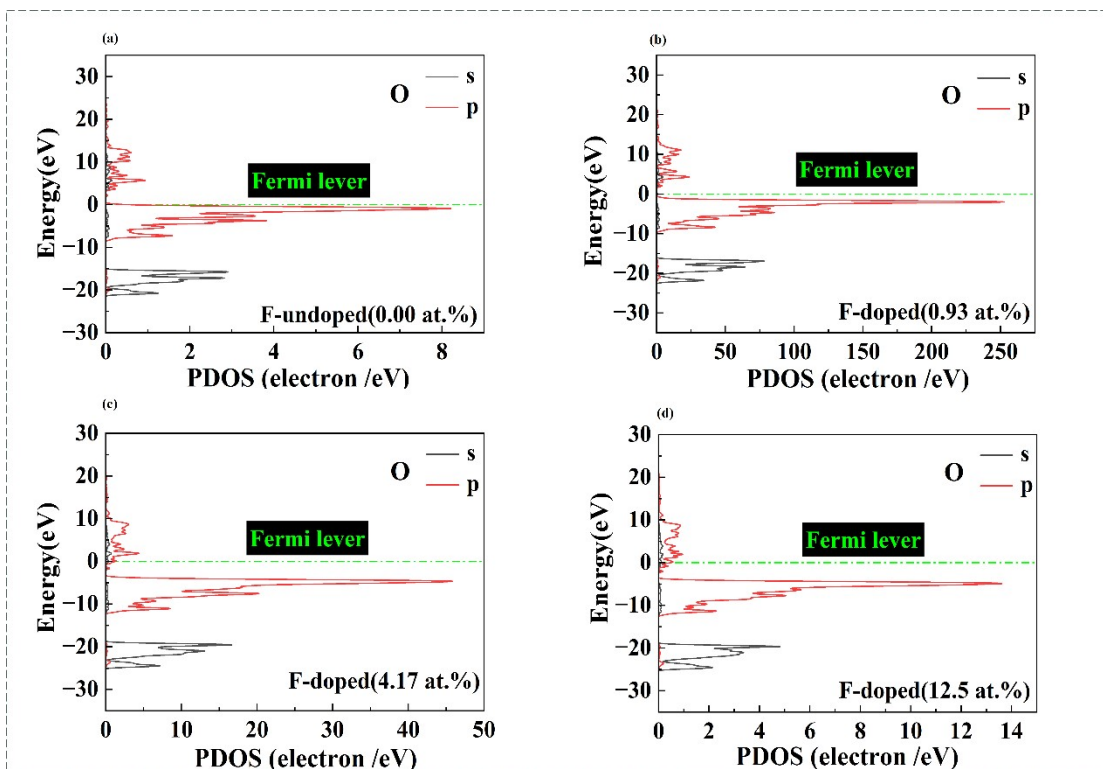 (a)
30
20
10
0
−10
−20
−30
Energy(eV)
s
p
O
Fermi lever
F-undoped(0.00 at.%)
0 2 4 6 8
PDOS (electron /eV)
(b)
30
20
10
0
−10
−20
−30
Energy(eV)
s
p
O
Fermi lever
F-doped(0.93 at.%)
0 50 100 150 200 250
PDOS (electron /eV)
(c)
30
20
10
0
−10
−20
−30
Energy(eV)
s
p
O
Fermi lever
F-doped(4.17 at.%)
0 10 20 30 40 50
PDOS (electron /eV)
(d)
30
20
10
0
−10
−20
−30
Energy(eV)
s
p
O
Fermi lever
F-doped(12.5 at.%)
0 2 4 6 8 10 12 14
PDOS (electron /eV)